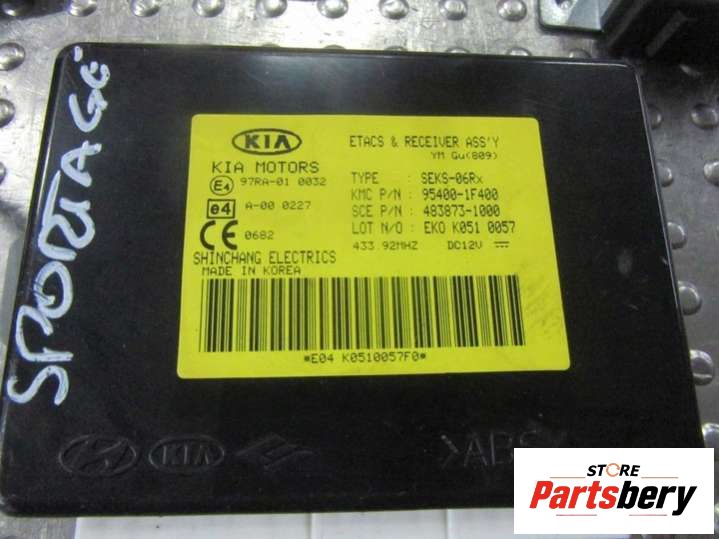 SPORTAGE
KIA
KIA MOTORS
E4 97RA-01 0032
e4 A-00 0227
CE 0682
SHINCHANG ELECTRICS
MADE IN KOREA
ETACS & RECEIVER ASS'Y
YM Gu(809)
TYPE : SEKS-06Rx
KMC P/N : 95400-1F400
SCE P/N : 483873-1000
LOT N/O : EKO K051 0057
433.92MHZ DC12V
*E04 K0510057F0*
KIA
>ABS<
STORE
Partsbery